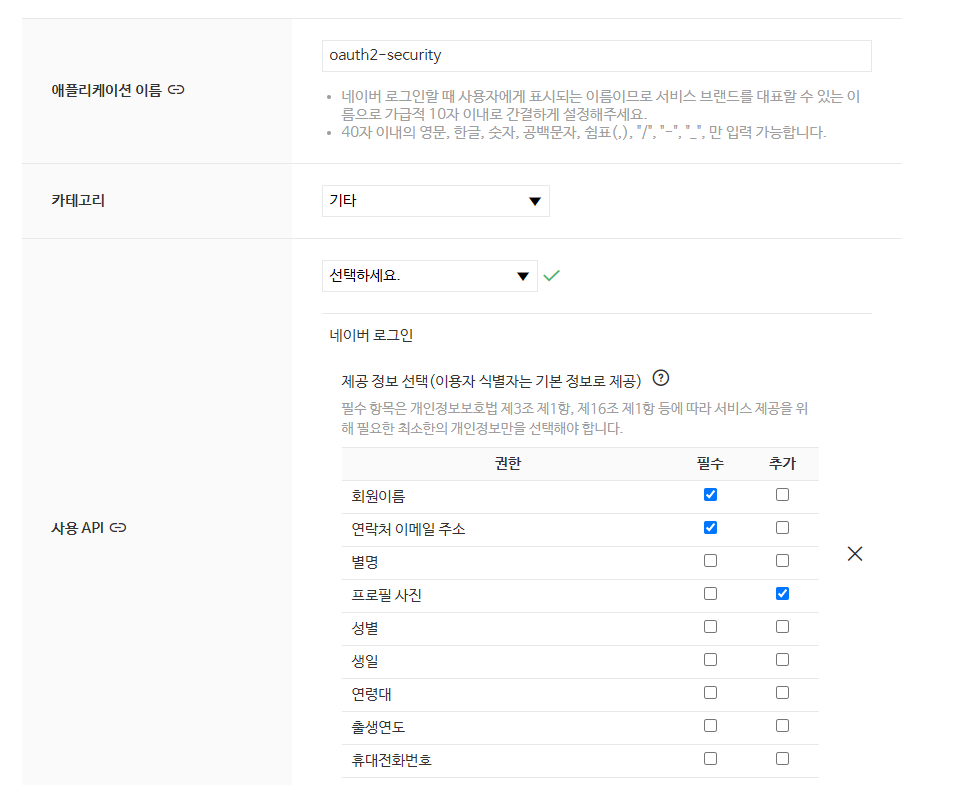 애플리케이션 이름
oauth2-security
네이버 로그인할 때 사용자에게 표시되는 이름이므로 서비스 브랜드를 대표할 수 있는 이
름으로 가급적 10자 이내로 간결하게 설정해주세요.
40자 이내의 영문, 한글, 숫자, 공백문자, 쉼표(,), "/", "-", "_", 만 입력 가능합니다.
카테고리
기타
사용 API
선택하세요.
네이버 로그인
제공 정보 선택(이용자 식별자는 기본 정보로 제공)
필수 항목은 개인정보보호법 제3조 제1항, 제16조 제1항 등에 따라 서비스 제공을 위
해 필요한 최소한의 개인정보만을 선택해야 합니다.
권한 필수 추가
회원이름
연락처 이메일 주소
별명
프로필 사진
성별
생일
연령대
출생연도
휴대전화번호